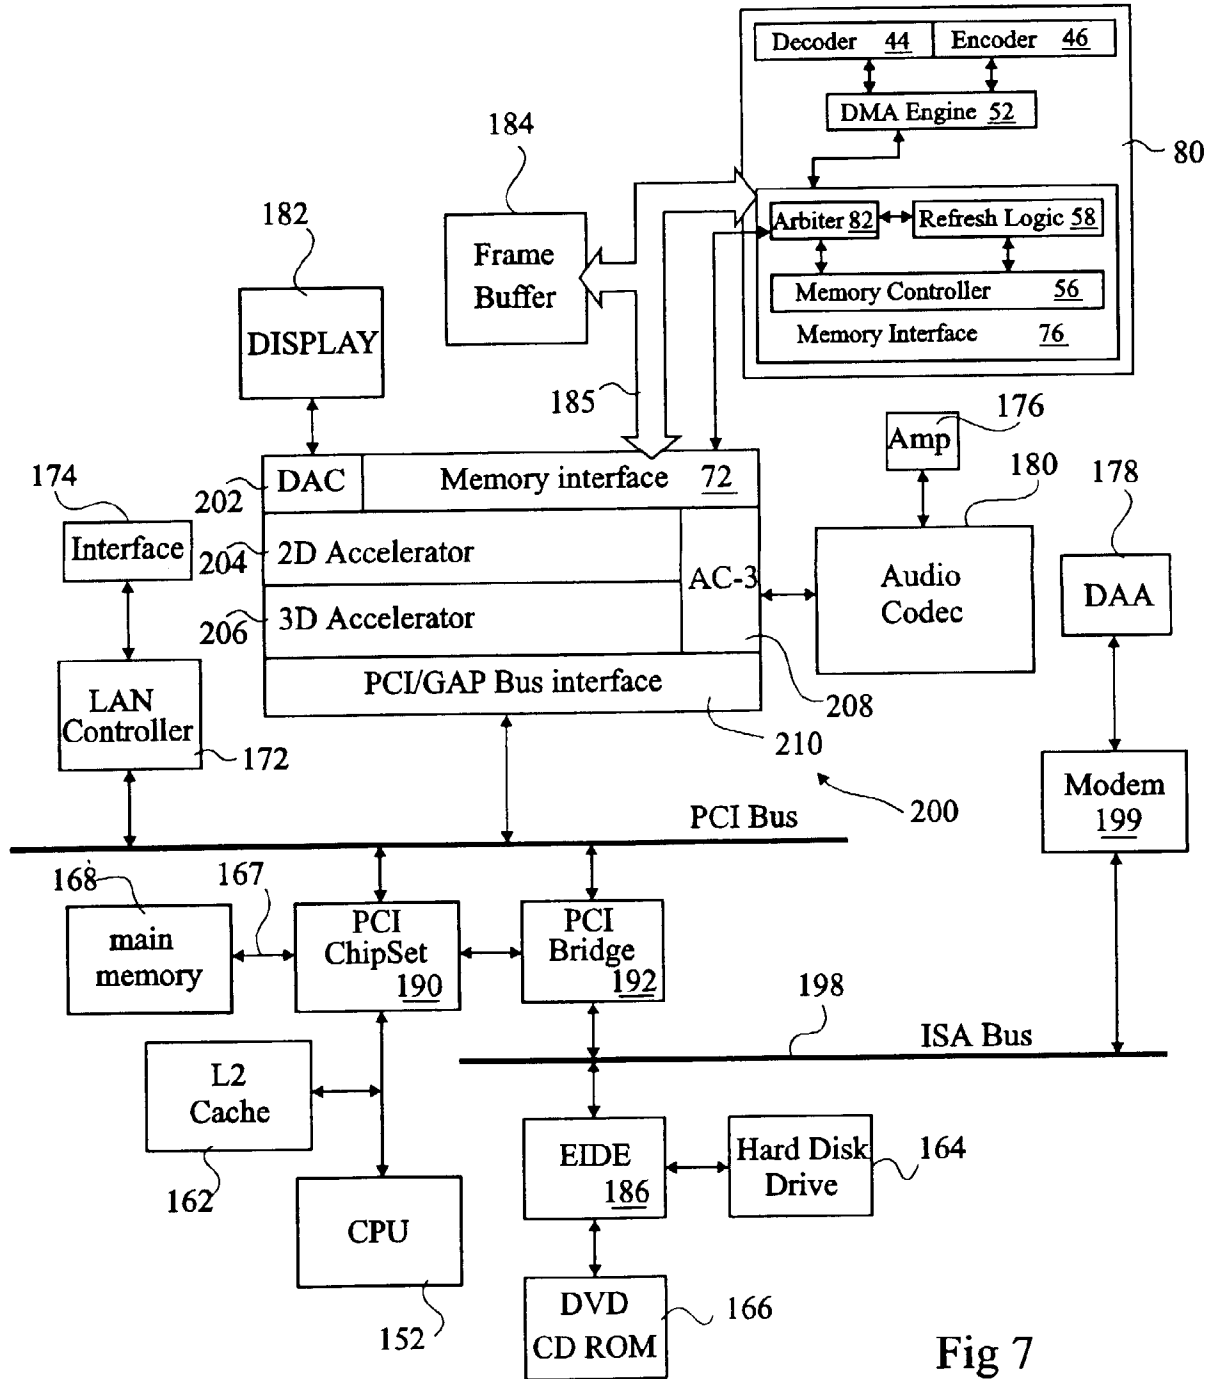 Decoder 44 Encoder 46
DMA Engine 52
80
184
Arbiter 82 Refresh Logic 58
182
Frame
Buffer
Memory Controller 56
Memory Interface 76
DISPLAY
185
176
Amp
180
178
174
202
DAC
Memory interface 72
Interface
204
2D Accelerator
AC-3
Audio
Codec
DAA
206
3D Accelerator
LAN
Controller
PCI/GAP Bus interface
208
172
210
Modem
199
200
PCI Bus
168
167
main
memory
PCI
ChipSet
190
PCI
Bridge
192
198
ISA Bus
L2
Cache
EIDE
186
Hard Disk
Drive
164
162
CPU
DVD
CD ROM
166
152
Fig 7